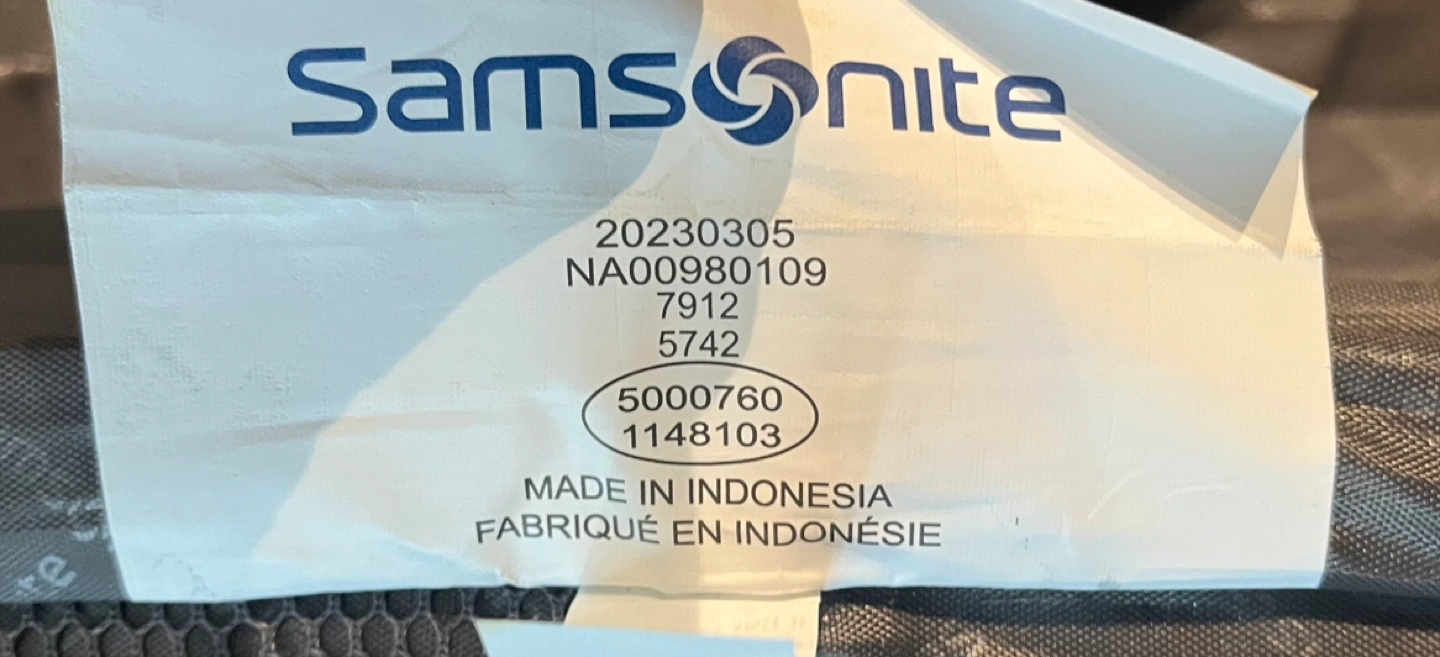 Samsonite
20230305
NA00980109
7912
5742
5000760
1148103
MADE IN INDONESIA
FABRIQUÉ EN INDONÉSIE